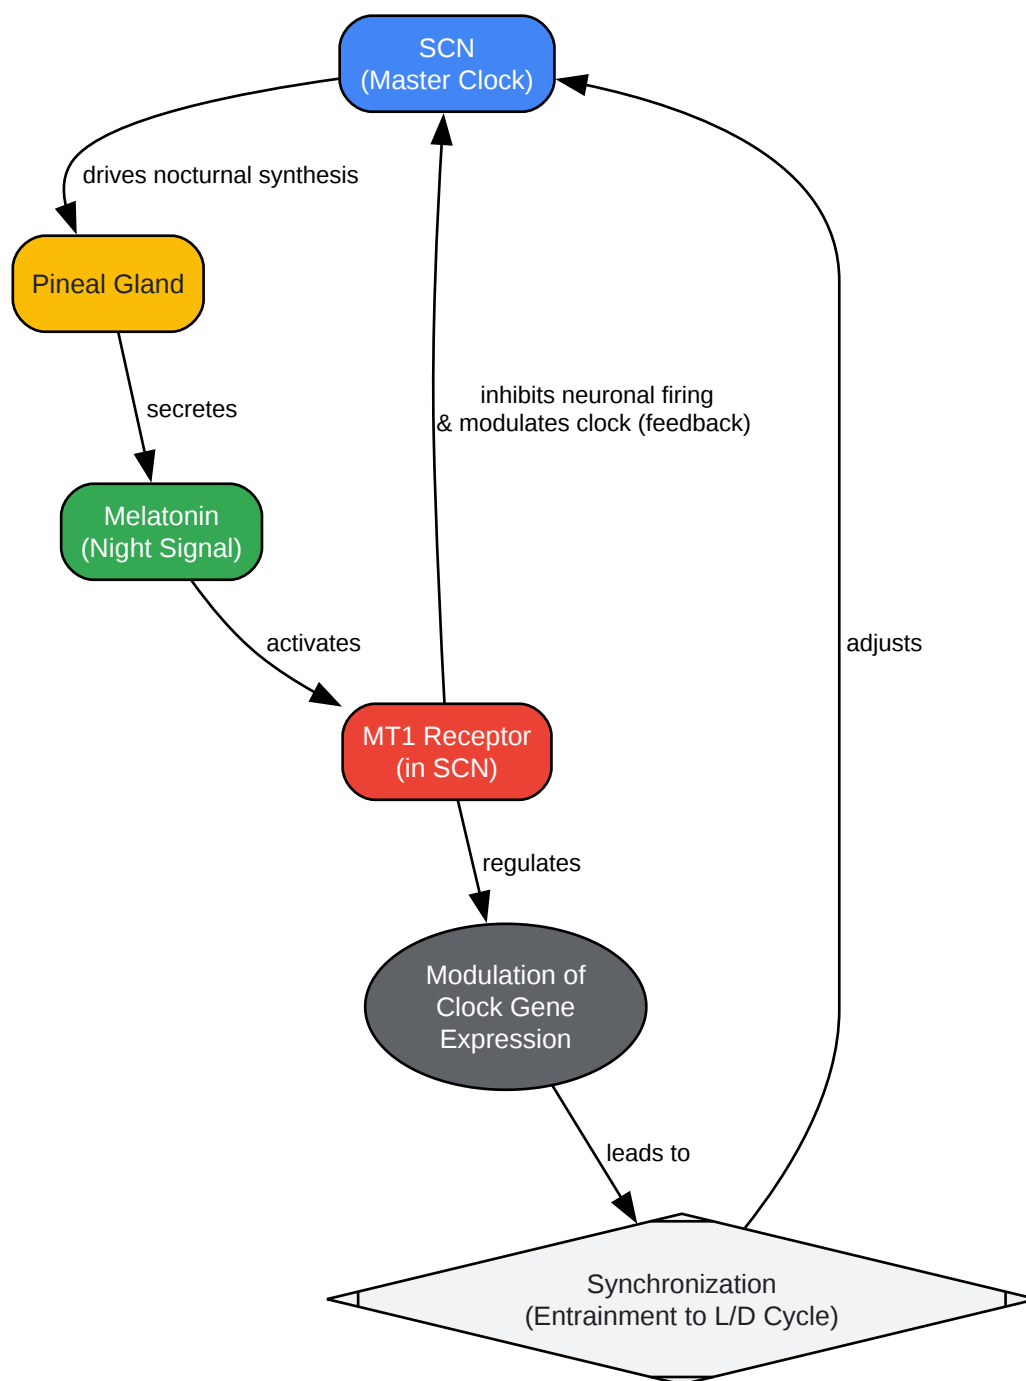 SCN
(Master Clock)
drives nocturnal synthesis
Pineal Gland
inhibits neuronal firing
& modulates clock (feedback)
secretes
Melatonin
(Night Signal)
activates
adjusts
MT1 Receptor
(in SCN)
regulates
Modulation of
Clock Gene
Expression
leads to
Synchronization
(Entrainment to L/D Cycle)